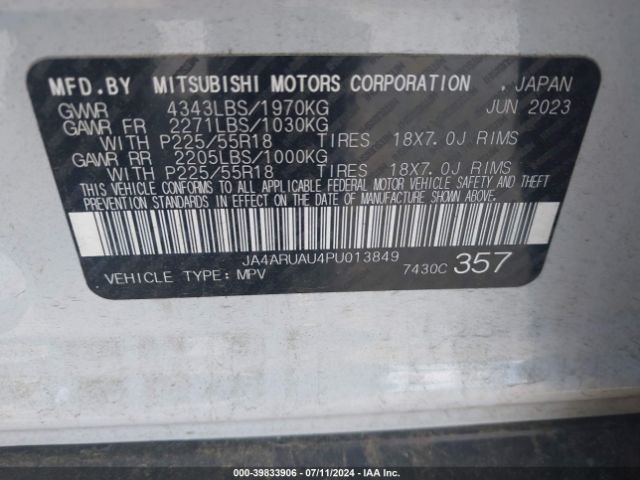 MFD.BY MITSUBISHI MOTORS CORPORATION . JAPAN
GVWR 4343LBS/1970KG JUN 2023
GAWR FR 2271LBS/1030KG
WITH P225/55R18 TIRES 18X7.0J RIMS
GAWR RR 2205LBS/1000KG
WITH P225/55R18 TIRES 18X7.0J RIMS
THIS VEHICLE CONFORMS TO ALL APPLICABLE FEDERAL MOTOR VEHICLE SAFETY AND THEFT
PREVENTION STANDARDS IN EFFECT ON THE DATE OF MANUFACTURE SHOWN ABOVE.
JA4ARUAU4PU013849
VEHICLE TYPE:MPV 7430C 357
000-39833906 - 07/11/2024 - IAA Inc.